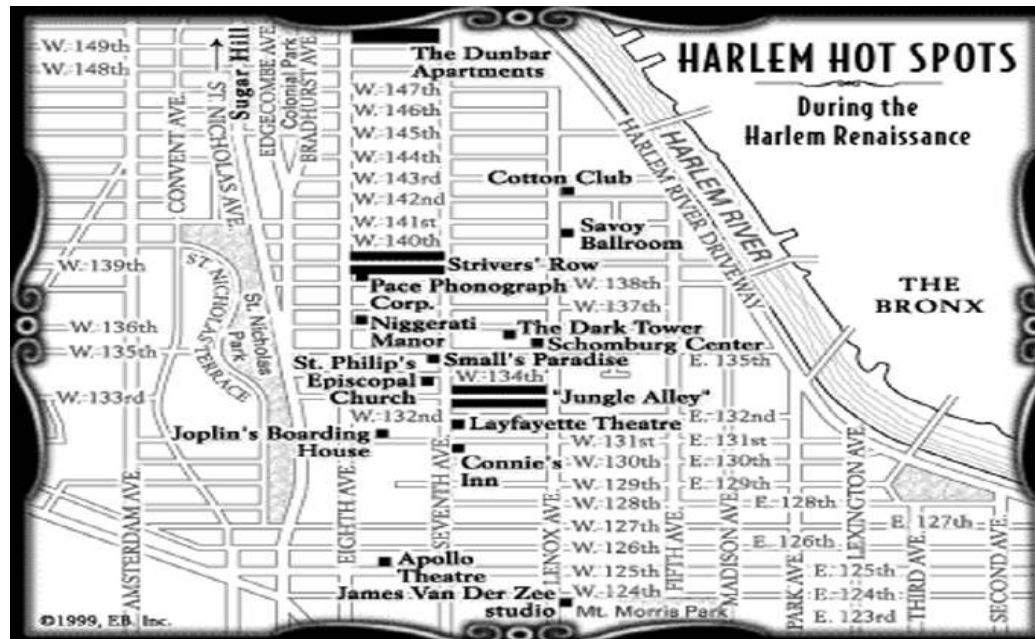 HARLEM HOT SPOTS
During the
Harlem Renaissance
W. 149th
W. 148th
Sugar Hill
CONVENT AVE.
ST. NICHOLAS AVE.
EDGECOMBE AVE.
Colonial Park
BRADHURST AVE.
The Dunbar
Apartments
W. 147th
W. 146th
W. 145th
W. 144th
W. 143rd
W. 142nd
W. 141st
W. 140th
Cotton Club
Savoy
Ballroom
HARLEM RIVER DRIVEWAY
HARLEM RIVER
THE
BRONX
W. 139th
Strivers' Row
Pace Phonograph
Corp.
W. 138th
W. 137th
ST. NICHOLAS TERRACE
St. Nicholas
Park
W. 136th
W. 135th
Niggerati
Manor
The Dark Tower
Schomburg Center
St. Philip's
Episcopal
Church
Small's Paradise
E. 135th
W. 134th
"Jungle Alley"
W. 133rd
W. 132nd
E. 132nd
Joplin's Boarding
House
Layfayette Theatre
W. 131st
E. 131st
Connie's
Inn
W. 130th
E. 130th
W. 129th
E. 129th
W. 128th
E. 128th
W. 127th
E. 127th
W. 126th
E. 126th
Apollo
Theatre
W. 125th
E. 125th
James Van Der Zee
studio
W. 124th
E. 124th
Mt. Morris Park
E. 123rd
AMSTERDAM AVE.
EIGHTH AVE.
SEVENTH AVE.
LENOX AVE.
FIFTH AVE.
MADISON AVE.
PARK AVE.
LEXINGTON AVE.
THIRD AVE.
SECOND AVE.
©1999, E.B. Inc.